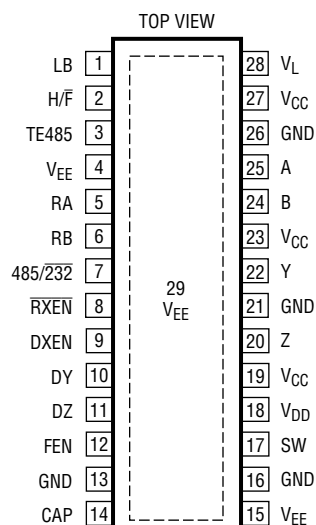 TOP VIEW
LB 1
H/F̅ 2
TE485 3
VEE 4
RA 5
RB 6
485/2̅3̅2̅ 7
R̅X̅E̅N̅ 8
DXEN 9
DY 10
DZ 11
FEN 12
GND 13
CAP 14
29
VEE
28 VL
27 VCC
26 GND
25 A
24 B
23 VCC
22 Y
21 GND
20 Z
19 VCC
18 VDD
17 SW
16 GND
15 VEE